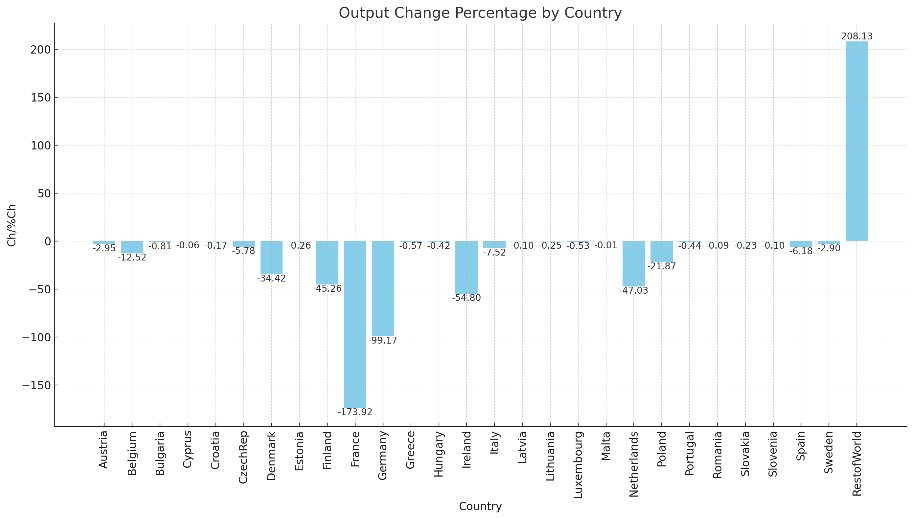 Output Change Percentage by Country
Ch/%Ch
200
150
100
50
0
−50
−100
−150
-2.95
-12.52
-0.81
-0.06
-0.17
-5.78
-34.42
-0.26
-45.26
-173.92
-99.17
-0.57
-0.42
-54.80
-7.52
-0.10
-0.25
-0.53
-0.01
-47.03
-21.87
-0.44
-0.09
-0.23
-0.10
-6.18
-2.90
208.13
Austria
Belgium
Bulgaria
Cyprus
Croatia
CzechRep
Denmark
Estonia
Finland
France
Germany
Greece
Hungary
Ireland
Italy
Latvia
Lithuania
Luxembourg
Malta
Netherlands
Poland
Portugal
Romania
Slovakia
Slovenia
Spain
Sweden
RestofWorld
Country